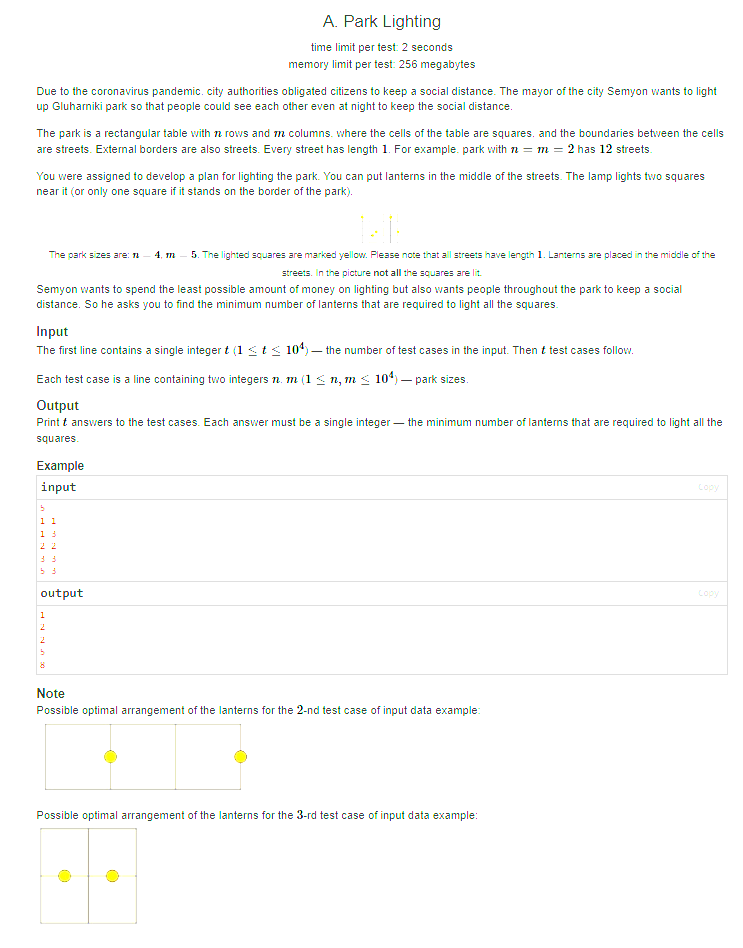 A. Park Lighting
time limit per test: 2 seconds
memory limit per test: 256 megabytes
Due to the coronavirus pandemic, city authorities obligated citizens to keep a social distance. The mayor of the city Semyon wants to light
up Gluharniki park so that people could see each other even at night to keep the social distance.
The park is a rectangular table with n rows and m columns, where the cells of the table are squares, and the boundaries between the cells
are streets. External borders are also streets. Every street has length 1. For example, park with n = m = 2 has 12 streets.
You were assigned to develop a plan for lighting the park. You can put lanterns in the middle of the streets. The lamp lights two squares
near it (or only one square if it stands on the border of the park).
The park sizes are: n = 4, m = 5. The lighted squares are marked yellow. Please note that all streets have length 1. Lanterns are placed in the middle of the
streets. In the picture not all the squares are lit.
Semyon wants to spend the least possible amount of money on lighting but also wants people throughout the park to keep a social
distance. So he asks you to find the minimum number of lanterns that are required to light all the squares.
Input
The first line contains a single integer t (1 ≤ t ≤ 10⁴) — the number of test cases in the input. Then t test cases follow.
Each test case is a line containing two integers n, m (1 ≤ n, m ≤ 10⁴) — park sizes.
Output
Print t answers to the test cases. Each answer must be a single integer — the minimum number of lanterns that are required to light all the
squares.
Example
input
Copy
5
1 1
1 3
2 2
3 3
5 3
output
Copy
1
2
2
5
8
Note
Possible optimal arrangement of the lanterns for the 2-nd test case of input data example:
Possible optimal arrangement of the lanterns for the 3-rd test case of input data example: